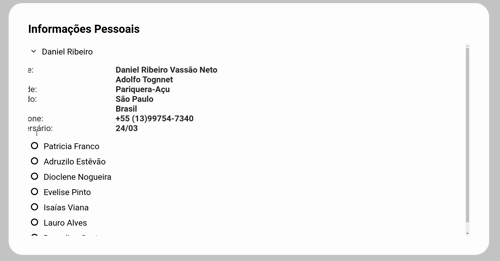 Informações Pessoais
Daniel Ribeiro
e: Daniel Ribeiro Vassão Neto
Adolfo Tognnet
de: Pariquera-Açu
do: São Paulo
Brasil
one: +55 (13)99754-7340
ersário: 24/03
Patricia Franco
Adruzilo Estêvão
Dioclene Nogueira
Evelise Pinto
Isaías Viana
Lauro Alves